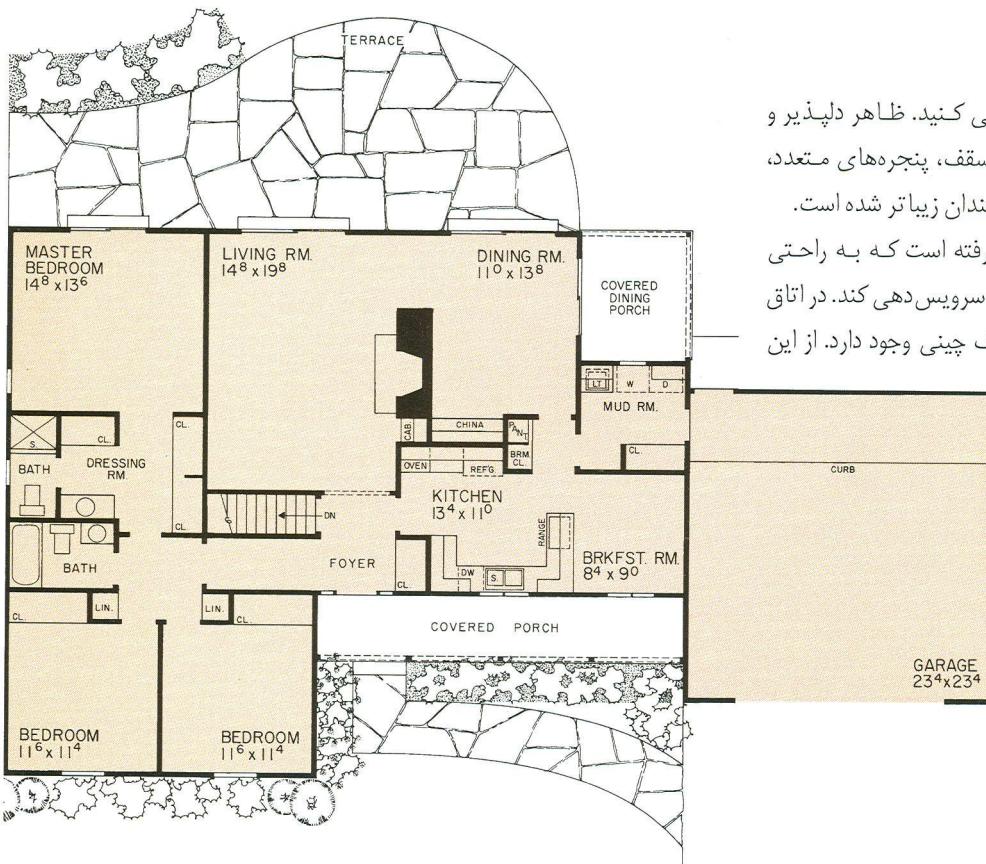 TERRACE
ی کنید. ظاهر دلپذیر و
سقف، پنجره‌های متعدد،
ندان زیباتر شده است.
رفته است که به راحتی
سرویس‌دهی کند. در اتاق
چینی وجود دارد. از این
MASTER
BEDROOM
14⁸ x 13⁶
LIVING RM.
14⁸ x 19⁸
DINING RM.
11⁰ x 13⁸
COVERED
DINING
PORCH
LT
W
D
MUD RM.
CL.
CURB
S.
CL.
CL.
BATH
DRESSING
RM.
CL.
CAB.
CHINA
PANT.
BRM.
CL.
OVEN
REF'G.
KITCHEN
13⁴ x 11⁰
DN
RANGE
BATH
FOYER
CL.
DW
S.
BRKFST. RM.
8⁴ x 9⁰
CL.
LIN.
LIN.
CL.
COVERED PORCH
GARAGE
23⁴ x 23⁴
BEDROOM
11⁶ x 11⁴
BEDROOM
11⁶ x 11⁴